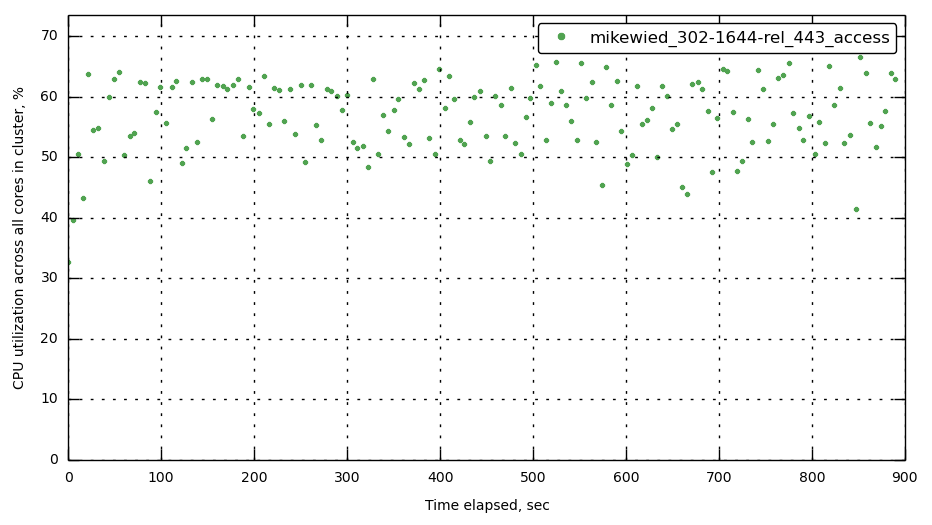 mikewied_302-1644-rel_443_access
CPU utilization across all cores in cluster, %
70
60
50
40
30
20
10
0
0 100 200 300 400 500 600 700 800 900
Time elapsed, sec